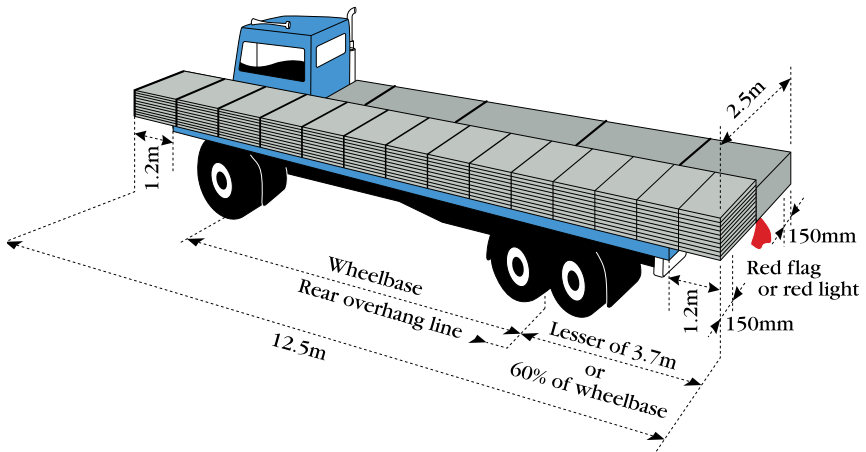 2.5m
1.2m
150mm
Red flag
or red light
Wheelbase
Rear overhang line
1.2m
150mm
Lesser of 3.7m
or
60% of wheelbase
12.5m